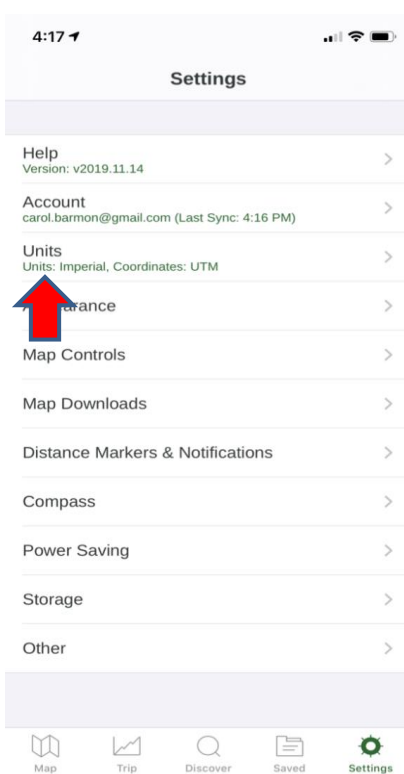 4:17
Settings
Help
Version: v2019.11.14
Account
carol.barmon@gmail.com (Last Sync: 4:16 PM)
Units
Units: Imperial, Coordinates: UTM
Map Controls
Map Downloads
Distance Markers & Notifications
Compass
Power Saving
Storage
Other
Map Trip Discover Saved Settings